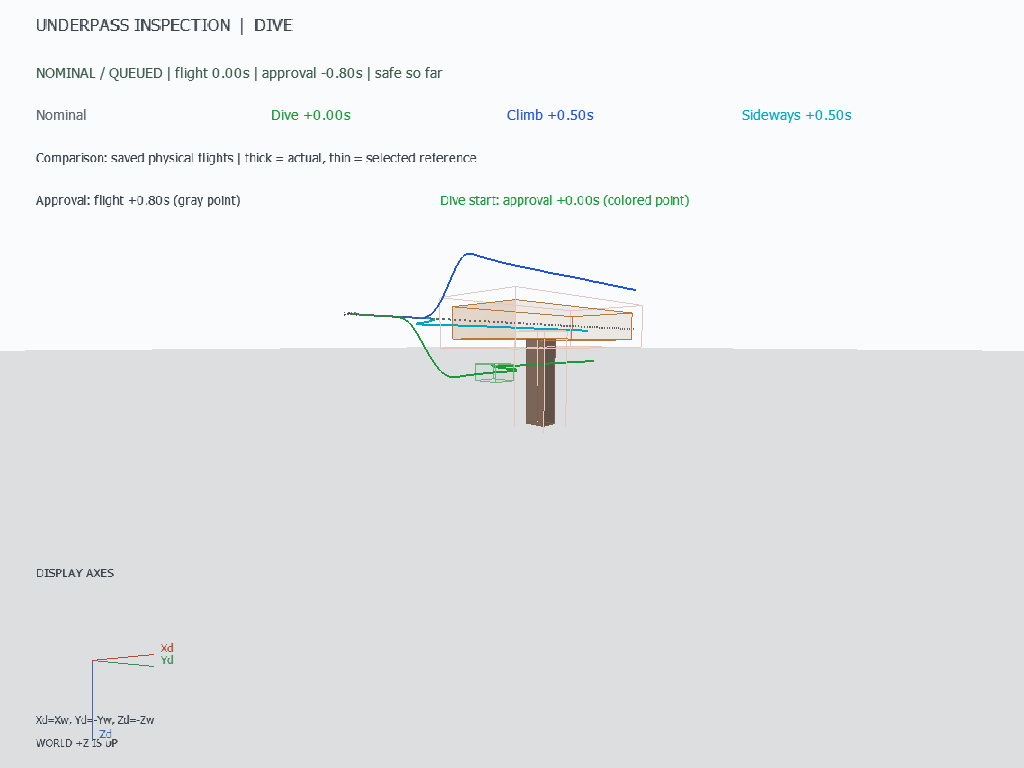 UNDERPASS INSPECTION | DIVE
NOMINAL / QUEUED | flight 0.00s | approval -0.80s | safe so far
Nominal Dive +0.00s Climb +0.50s Sideways +0.50s
Comparison: saved physical flights | thick = actual, thin = selected reference
Approval: flight +0.80s (gray point) Dive start: approval +0.00s (colored point)
DISPLAY AXES
Xd
Yd
Xd=Xw, Yd=-Yw, Zd=-Zw
Zd
WORLD +Z IS UP